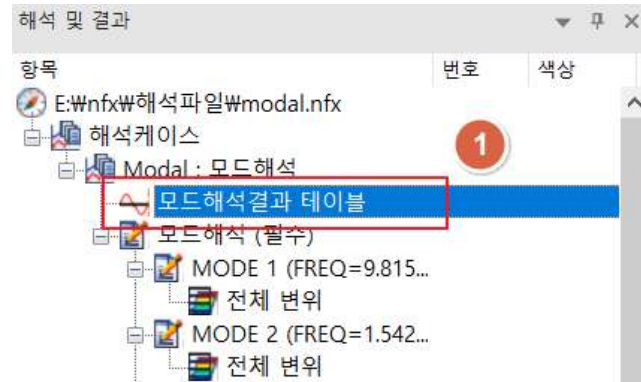 해석 및 결과
항목 번호 색상
E:₩nfx₩해석파일₩modal.nfx
해석케이스
1
Modal : 모드해석
모드해석결과 테이블
모드해석 (필수)
MODE 1 (FREQ=9.815...
전체 변위
MODE 2 (FREQ=1.542...
전체 변위